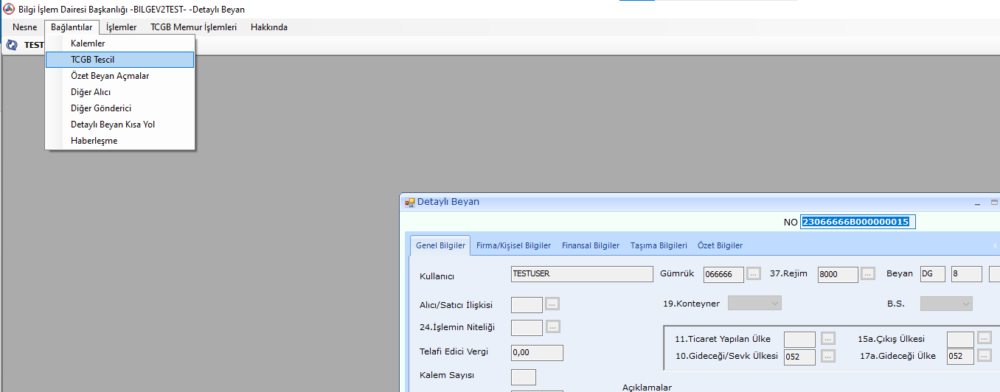 Bilgi İşlem Dairesi Başkanlığı -BILGEV2TEST- -Detaylı Beyan
Nesne Bağlantılar İşlemler TCGB Memur İşlemleri Hakkında
TEST
Kalemler
TCGB Tescil
Özet Beyan Açmalar
Diğer Alıcı
Diğer Gönderici
Detaylı Beyan Kısa Yol
Haberleşme
Detaylı Beyan
NO 23066666B000000015
Genel Bilgiler Firma/Kişisel Bilgiler Finansal Bilgiler Taşıma Bilgileri Özet Bilgiler
Kullanıcı TESTUSER Gümrük 066666 ... 37.Rejim 8000 ... Beyan DG 8
Alıcı/Satıcı İlişkisi ... 19.Konteyner B.S.
24.İşlemin Niteliği ...
11.Ticaret Yapılan Ülke ... 15a.Çıkış Ülkesi ...
Telafi Edici Vergi 0,00
10.Gideceği/Sevk Ülkesi 052 ... 17a.Gideceği Ülke 052 ...
Kalem Sayısı
Açıklamalar